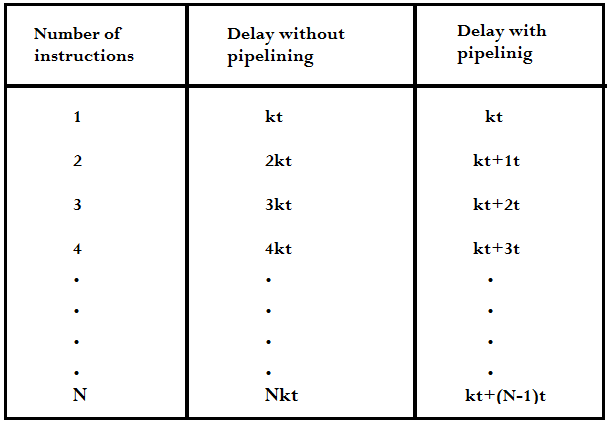 Number of instructions Delay without pipelining Delay with pipelinig
1 kt kt
2 2kt kt+1t
3 3kt kt+2t
4 4kt kt+3t
. . .
. . .
. . .
. . .
N Nkt kt+(N-1)t